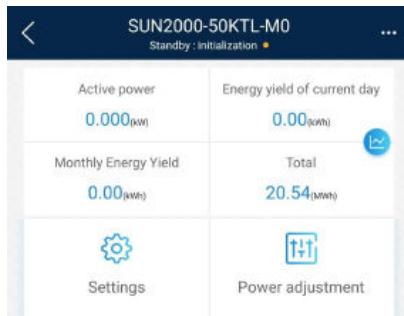 SUN2000-50KTL-M0
Standby : initialization
Active power
Energy yield of current day
0.000(kW)
0.00(kWh)
Monthly Energy Yield
Total
0.00(kWh)
20.54(MWh)
Settings
Power adjustment